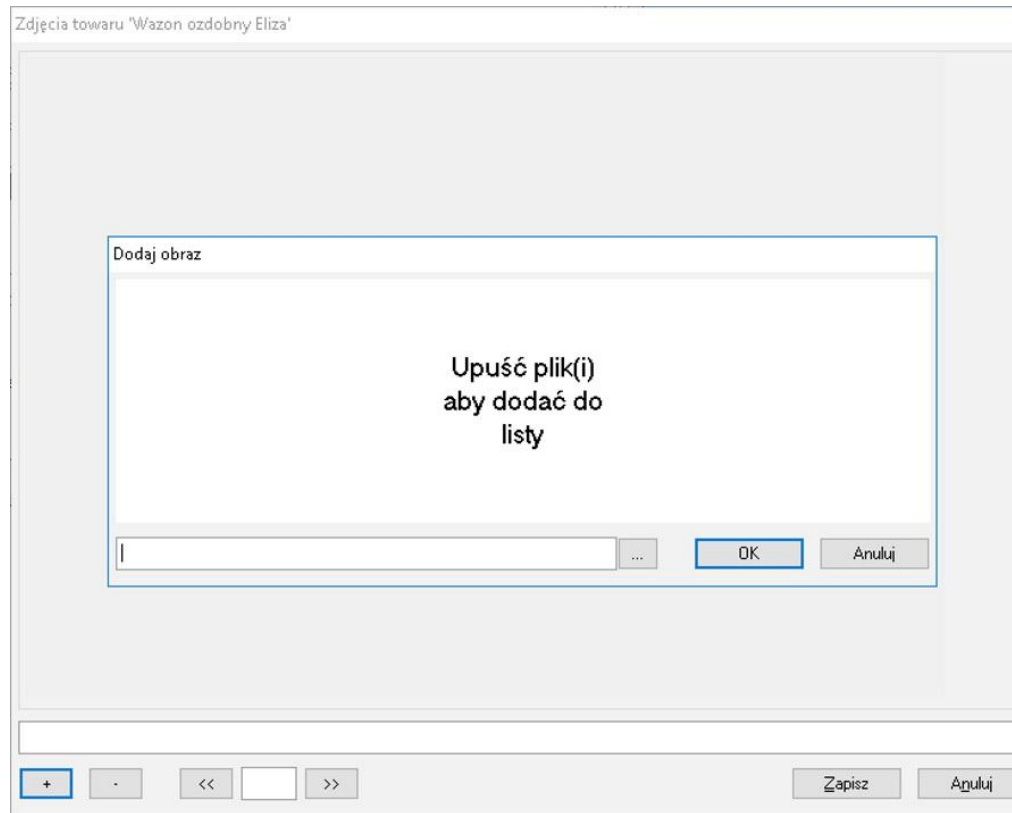 Zdjęcia towaru 'Wazon ozdobny Eliza'
Dodaj obraz
Upuść plik(i)
aby dodać do
listy
... OK Anuluj
+ - << >> Zapisz Anuluj